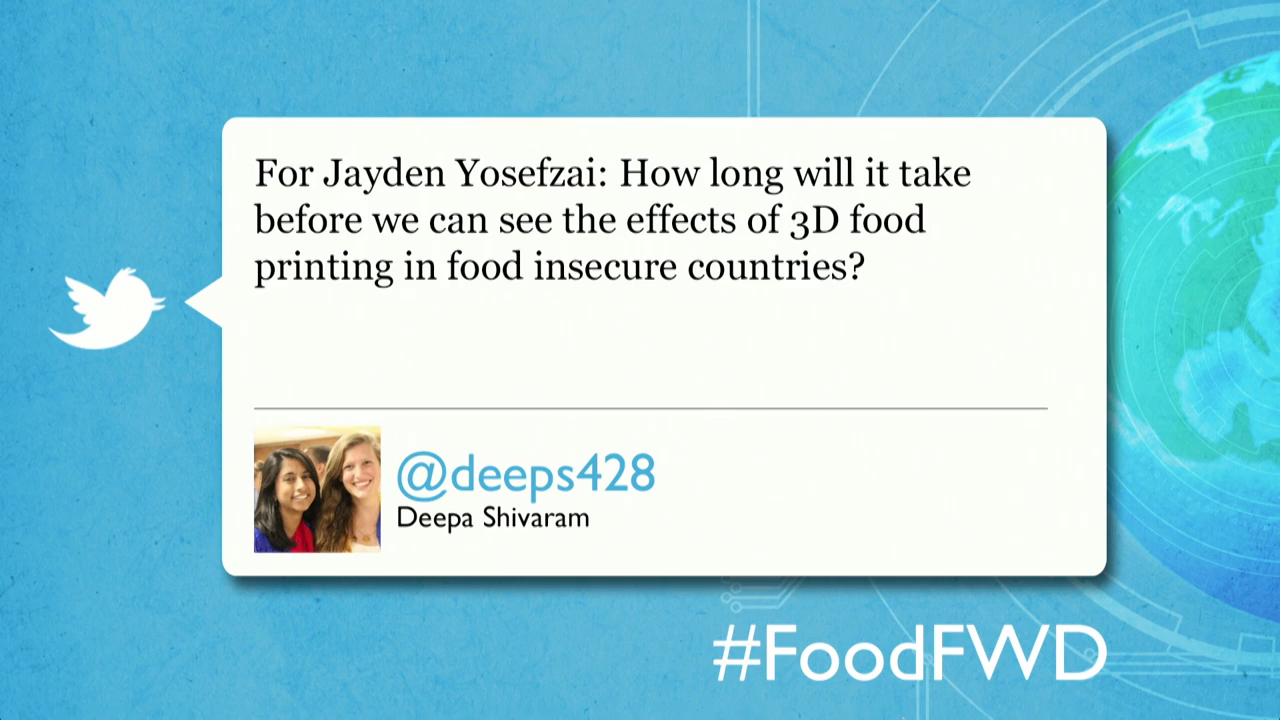 For Jayden Yosefzai: How long will it take
before we can see the effects of 3D food
printing in food insecure countries?
@deeps428
Deepa Shivaram
#FoodFWD